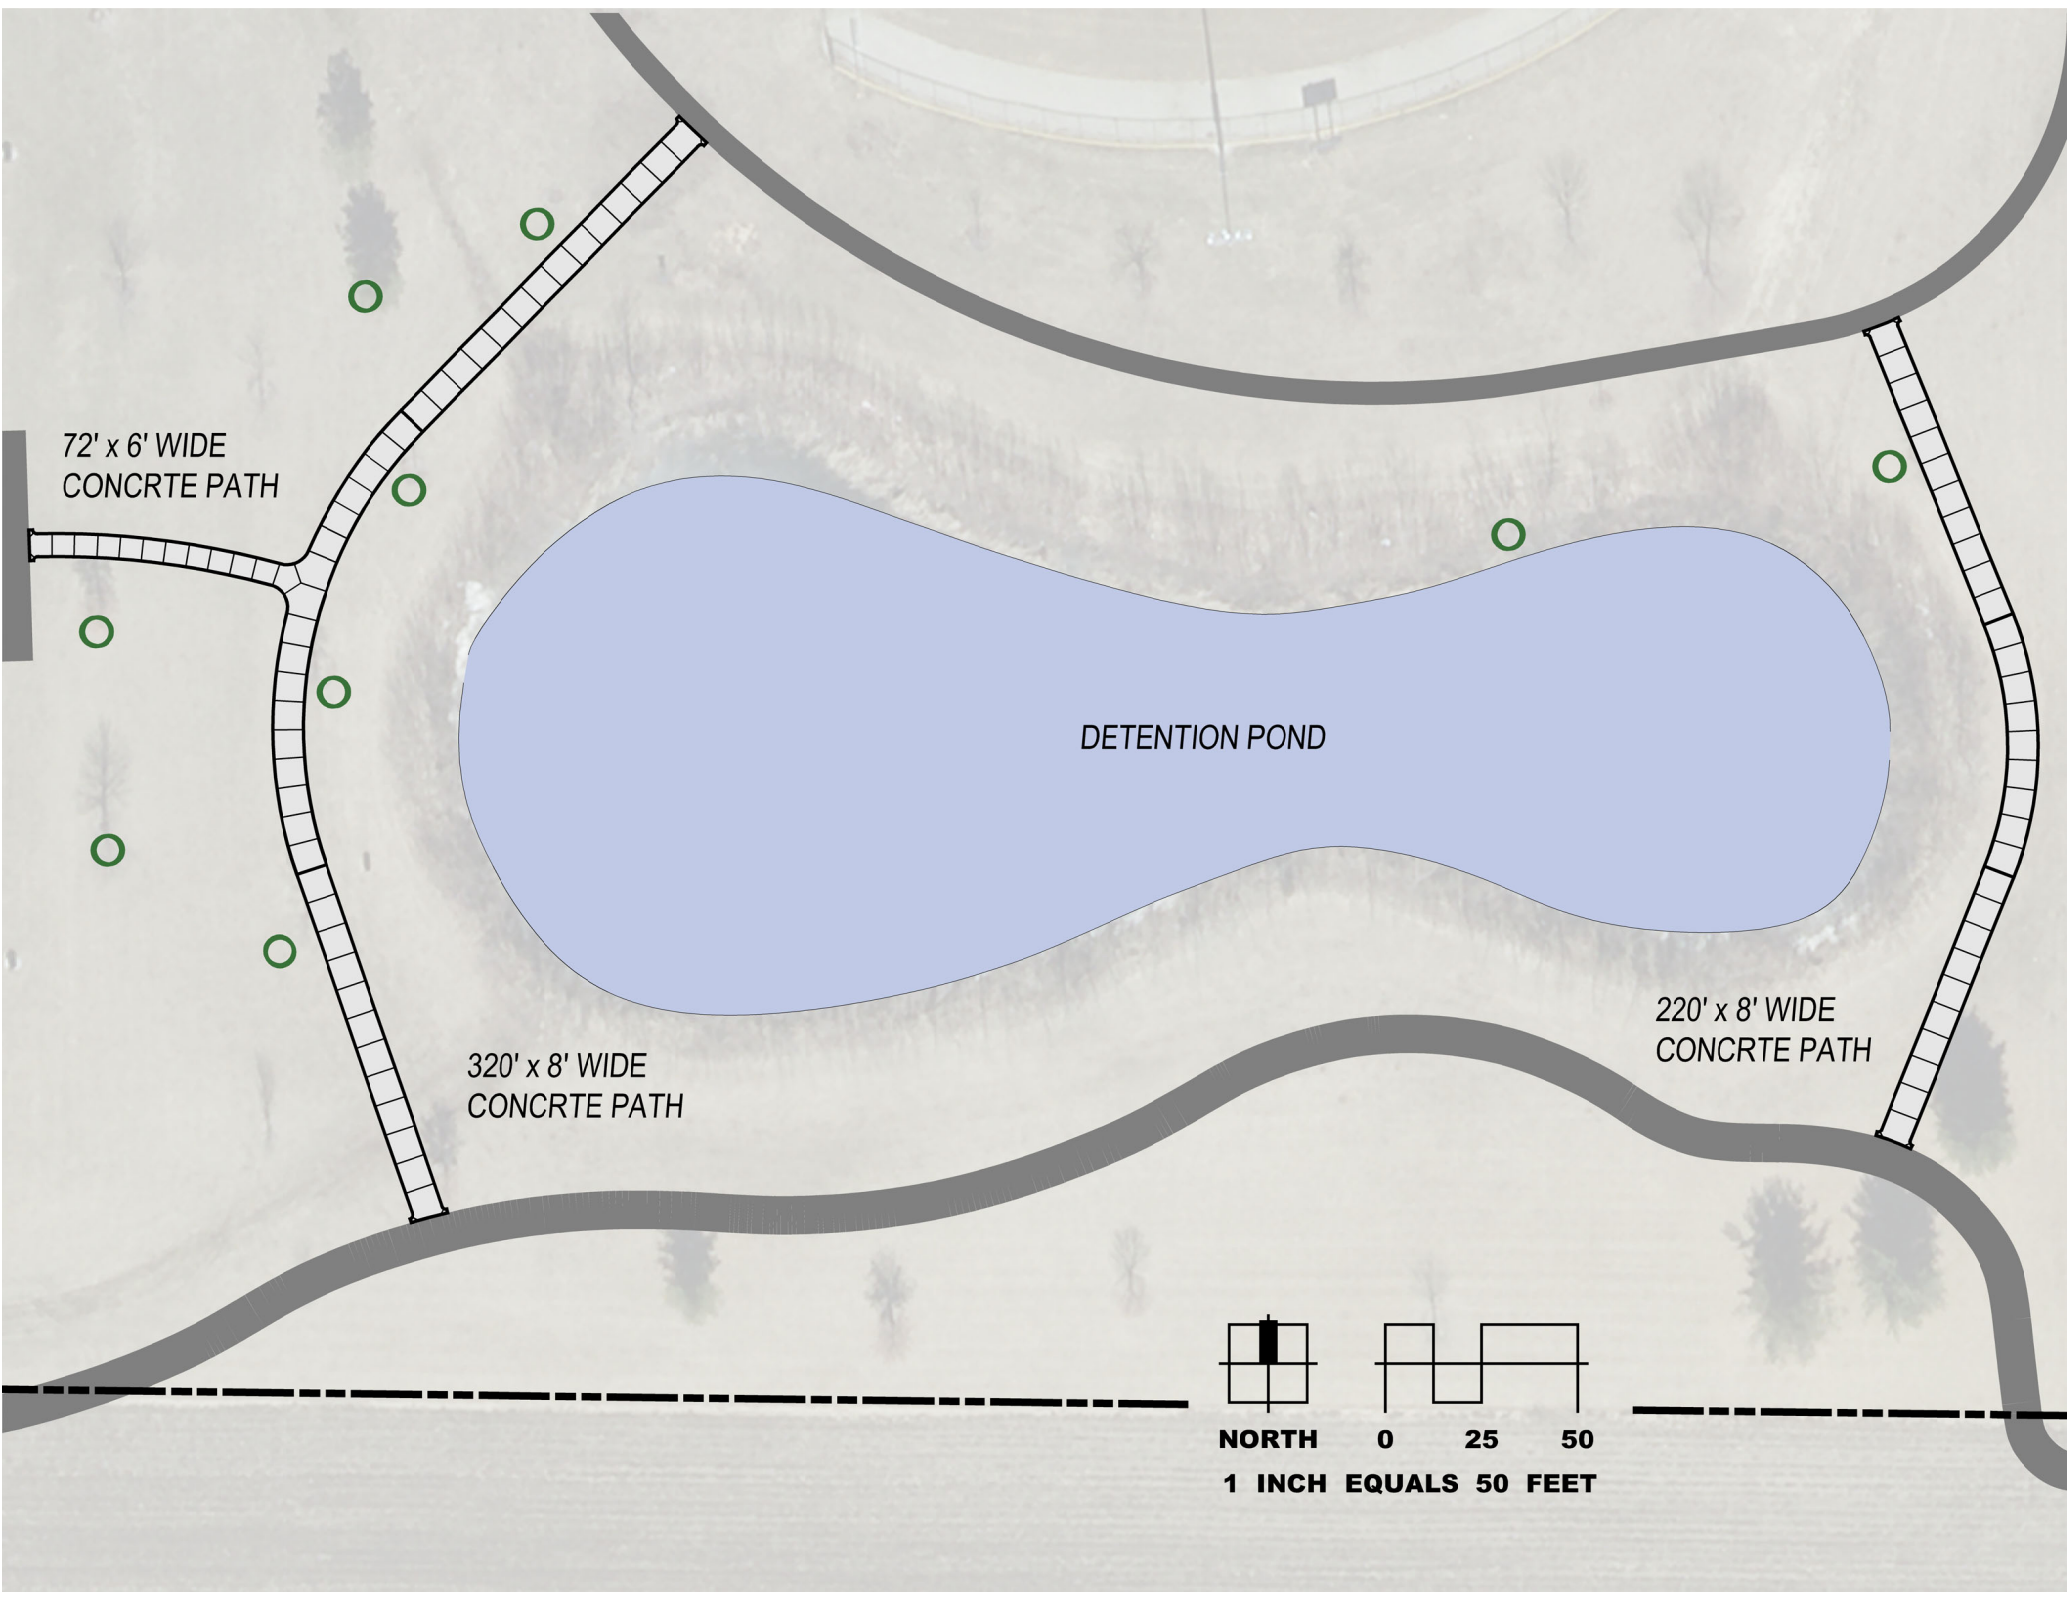 72' x 6' WIDE
CONCRTE PATH
DETENTION POND
220' x 8' WIDE
CONCRTE PATH
320' x 8' WIDE
CONCRTE PATH
NORTH 0 25 50
1 INCH EQUALS 50 FEET